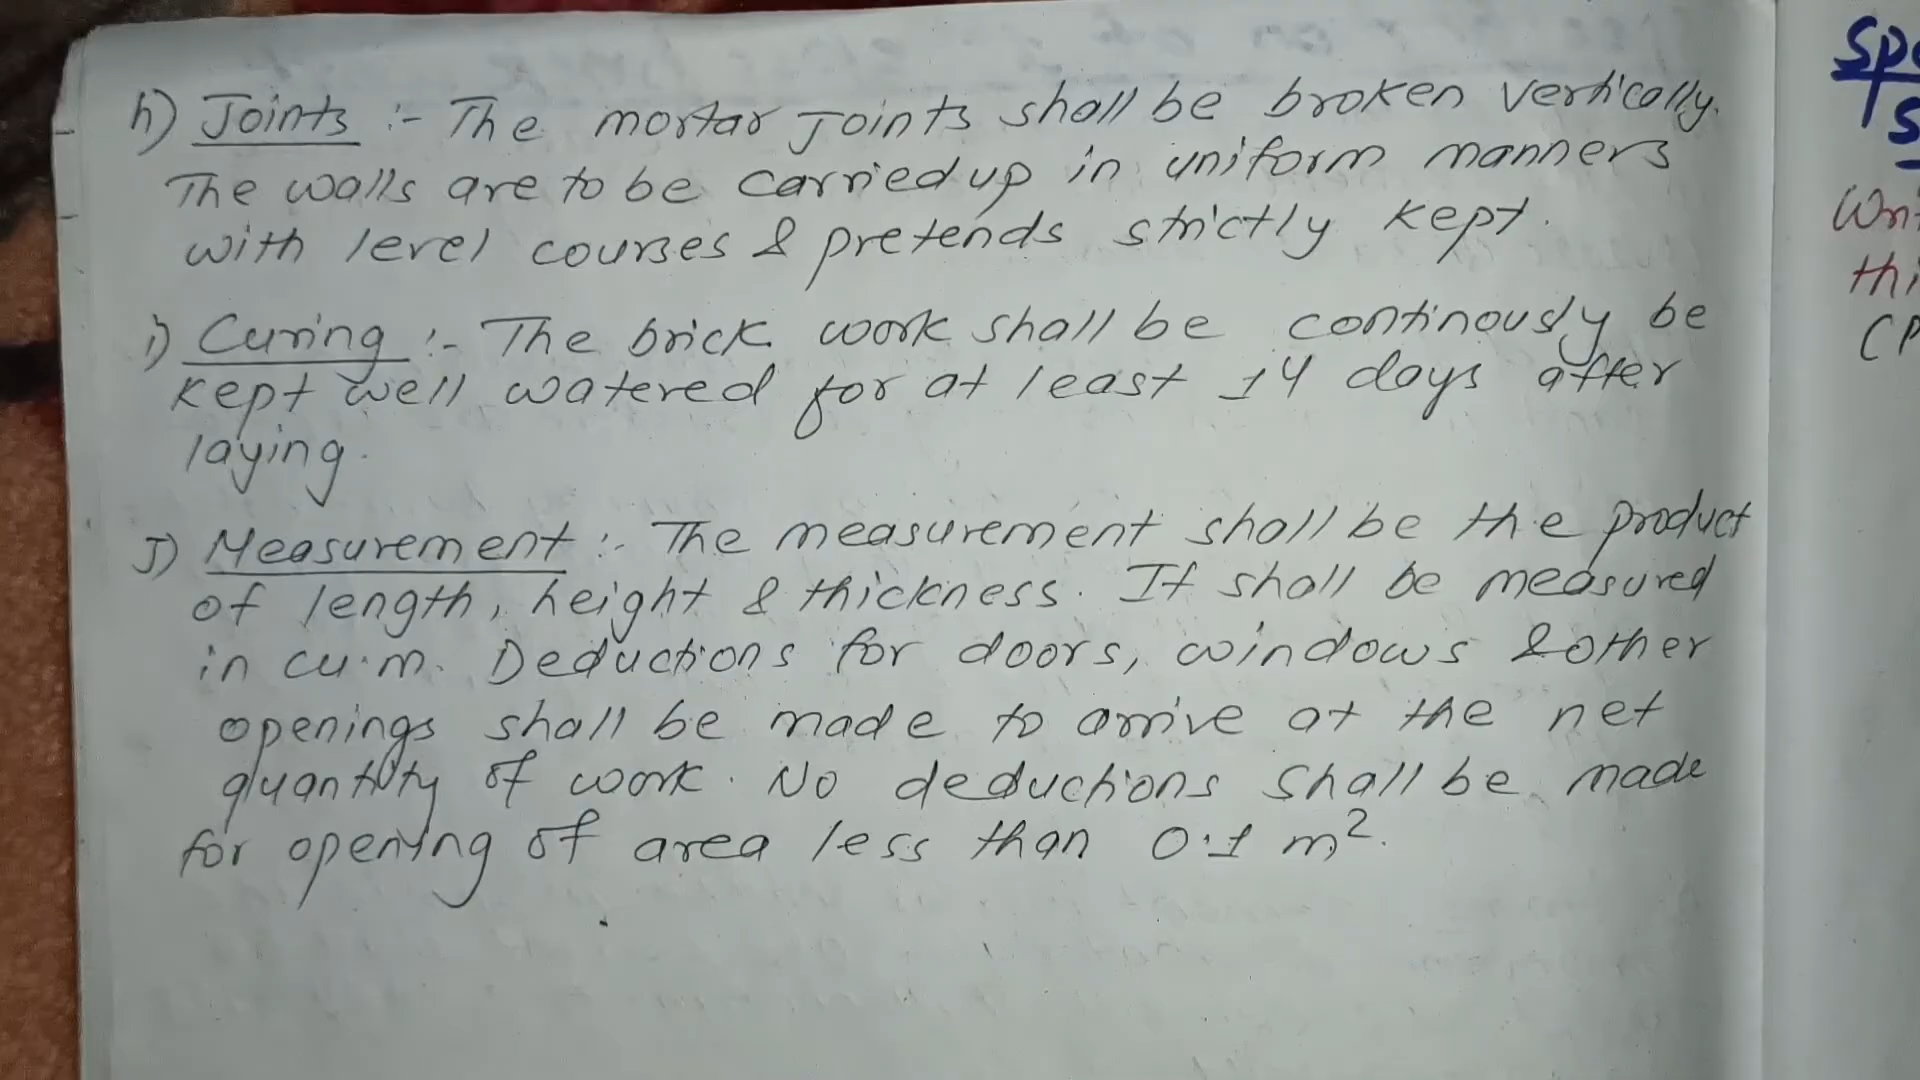 h) Joints :- The mortar Joints shall be broken vertically.
The walls are to be carried up in uniform manners
with level courses & pretends strictly kept.
i) Curing :- The brick work shall be continously be
kept well watered for at least 14 days after
laying.
J) Measurement :- The measurement shall be the product
of length, height & thickness. It shall be measured
in cu.m. Deductions for doors, windows & other
openings shall be made to arrive at the net
quantity of work. No deductions shall be made
for opening of area less than 0.1 m².